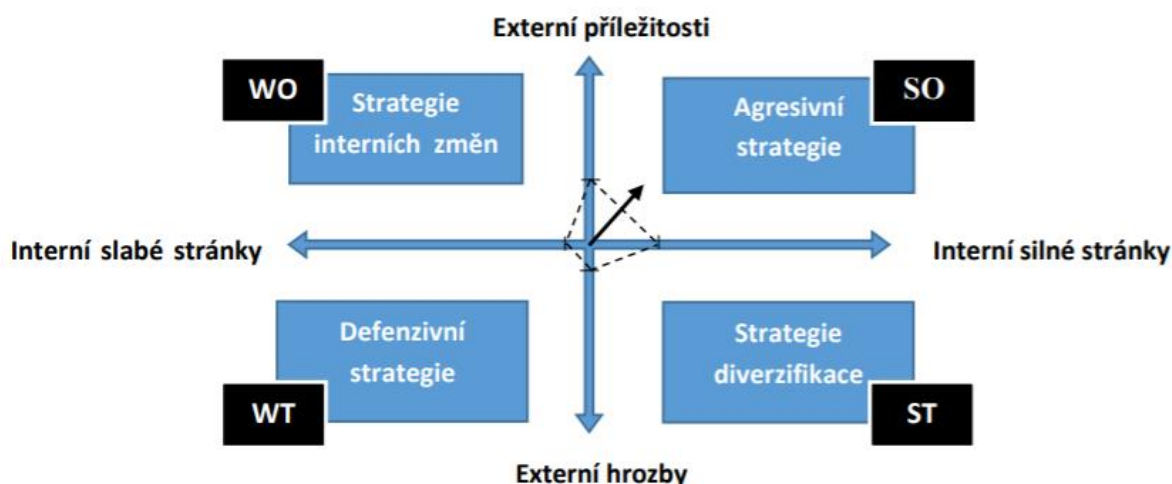 Externí příležitosti
WO
Strategie
interních změn
SO
Agresivní
strategie
Interní slabé stránky
Interní silné stránky
Defenzivní
strategie
WT
Strategie
diverzifikace
ST
Externí hrozby